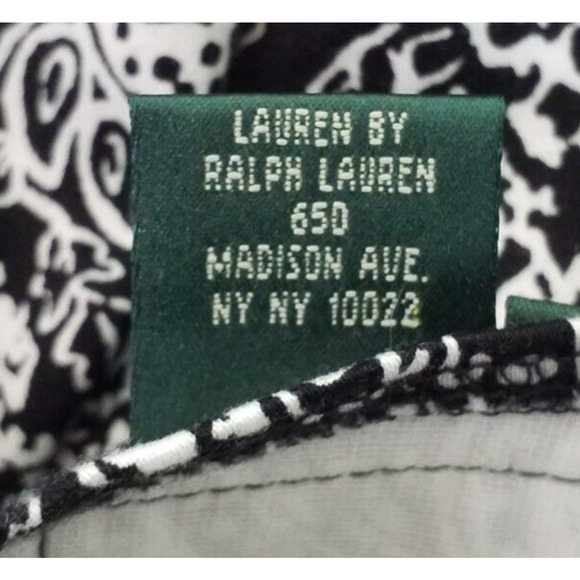 LAUREN BY
RALPH LAUREN
650
MADISON AVE.
NY NY 10022